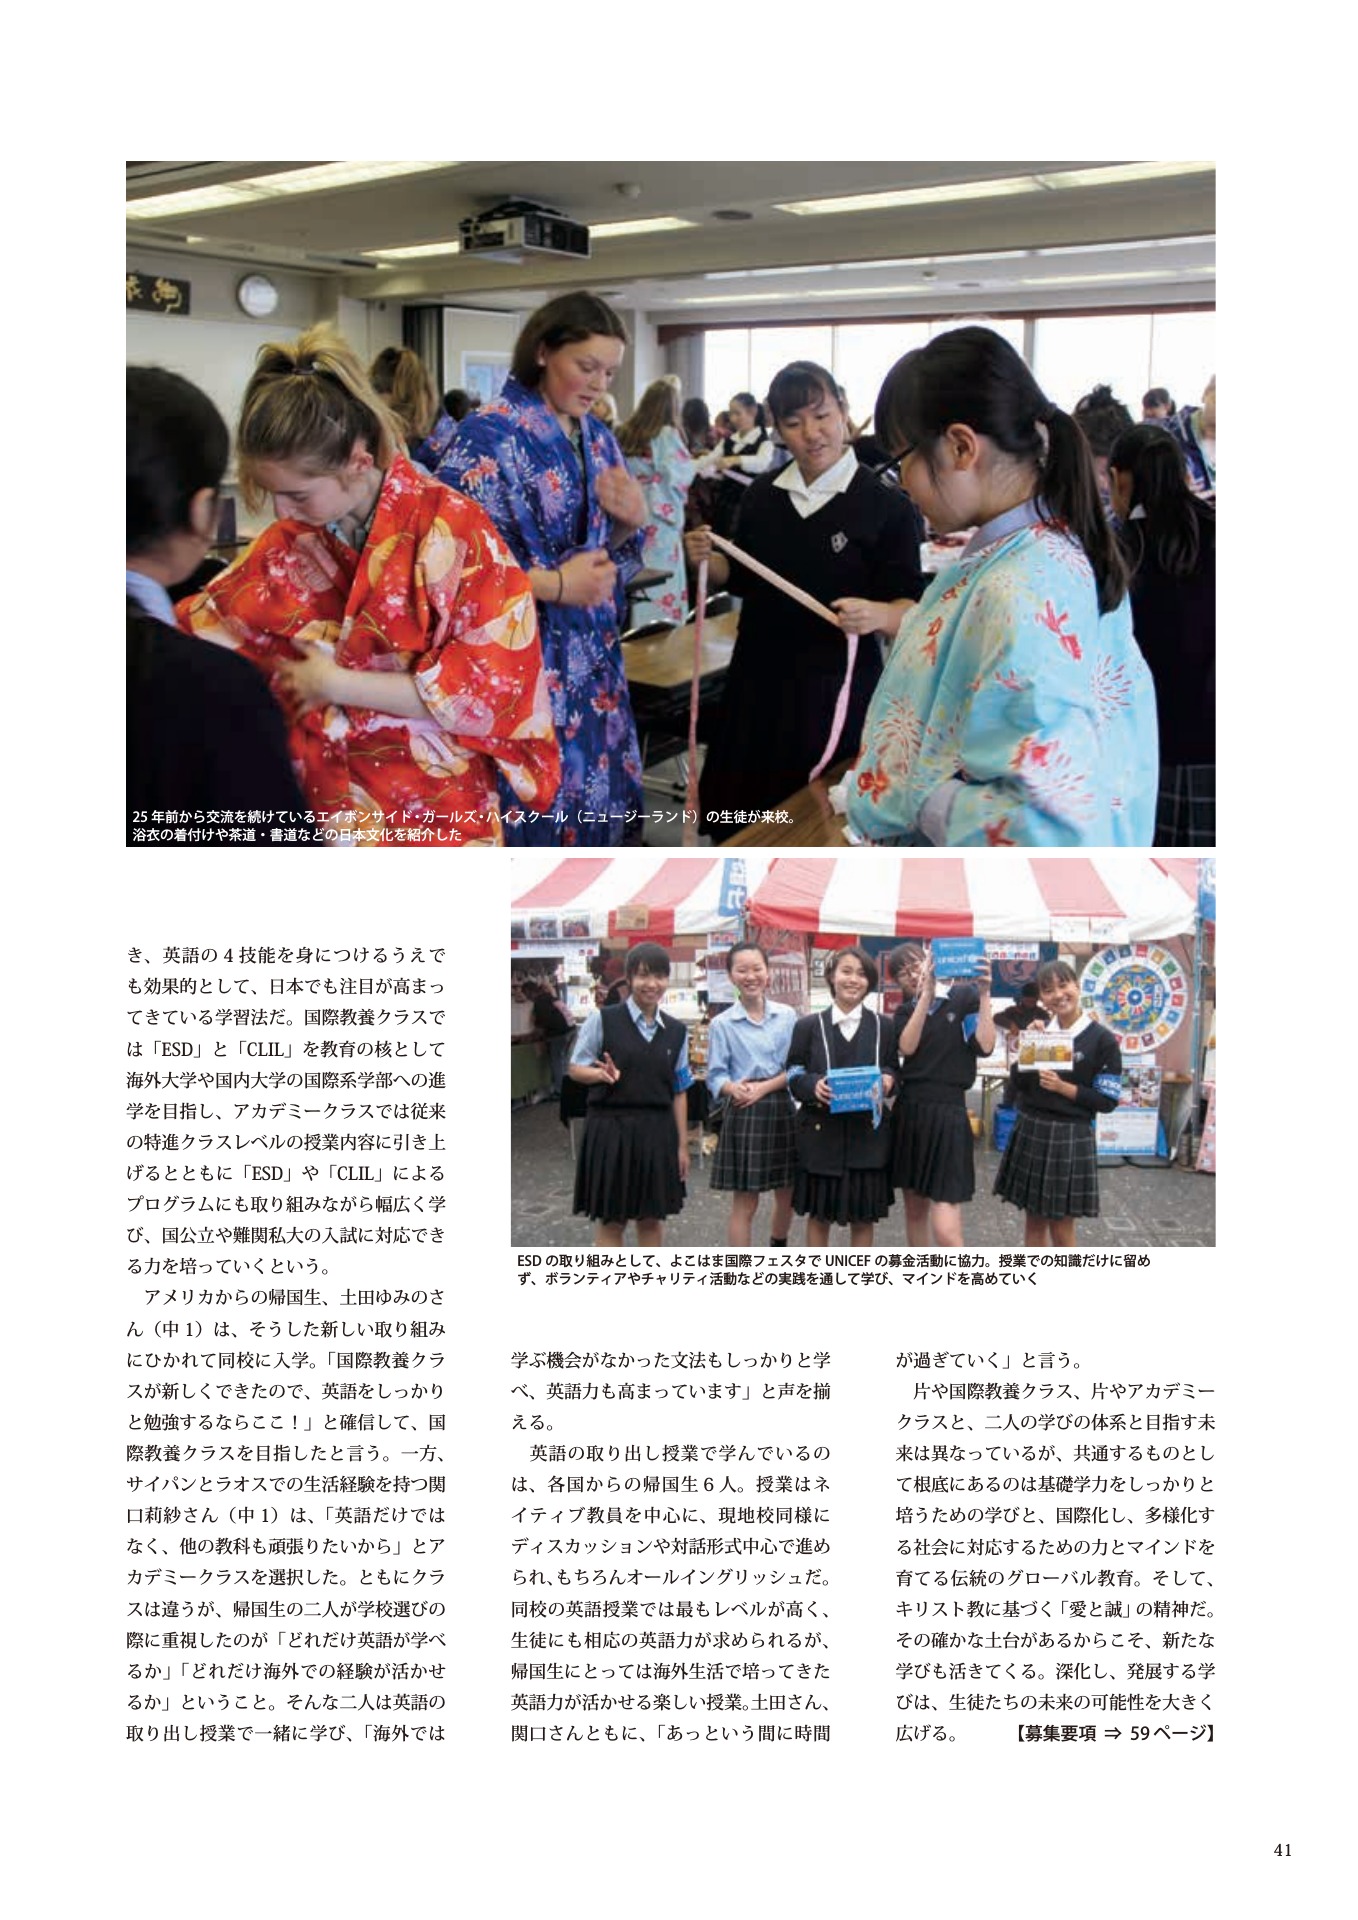 25 年前から交流を続けているエイボンサイド・ガールズ・ハイスクール（ニュージーランド）の生徒が来校。
浴衣の着付けや茶道・書道などの日本文化を紹介した
unicef
unicef
ESD の取り組みとして、よこはま国際フェスタで UNICEF の募金活動に協力。授業での知識だけに留め
ず、ボランティアやチャリティ活動などの実践を通して学び、マインドを高めていく
き、英語の 4 技能を身につけるうえで
も効果的として、日本でも注目が高まっ
てきている学習法だ。国際教養クラスで
は「ESD」と「CLIL」を教育の核として
海外大学や国内大学の国際系学部への進
学を目指し、アカデミークラスでは従来
の特進クラスレベルの授業内容に引き上
げるとともに「ESD」や「CLIL」による
プログラムにも取り組みながら幅広く学
び、国公立や難関私大の入試に対応でき
る力を培っていくという。
アメリカからの帰国生、土田ゆみのさ
ん（中 1）は、そうした新しい取り組み
にひかれて同校に入学。「国際教養クラ
スが新しくできたので、英語をしっかり
と勉強するならここ！」と確信して、国
際教養クラスを目指したと言う。一方、
サイパンとラオスでの生活経験を持つ関
口莉紗さん（中 1）は、「英語だけでは
なく、他の教科も頑張りたいから」とア
カデミークラスを選択した。ともにクラ
スは違うが、帰国生の二人が学校選びの
際に重視したのが「どれだけ英語が学べ
るか」「どれだけ海外での経験が活かせ
るか」ということ。そんな二人は英語の
取り出し授業で一緒に学び、「海外では
学ぶ機会がなかった文法もしっかりと学
べ、英語力も高まっています」と声を揃
える。
英語の取り出し授業で学んでいるの
は、各国からの帰国生 6 人。授業はネ
イティブ教員を中心に、現地校同様に
ディスカッションや対話形式中心で進め
られ、もちろんオールイングリッシュだ。
同校の英語授業では最もレベルが高く、
生徒にも相応の英語力が求められるが、
帰国生にとっては海外生活で培ってきた
英語力が活かせる楽しい授業。土田さん、
関口さんともに、「あっという間に時間
が過ぎていく」と言う。
片や国際教養クラス、片やアカデミー
クラスと、二人の学びの体系と目指す未
来は異なっているが、共通するものとし
て根底にあるのは基礎学力をしっかりと
培うための学びと、国際化し、多様化す
る社会に対応するための力とマインドを
育てる伝統のグローバル教育。そして、
キリスト教に基づく「愛と誠」の精神だ。
その確かな土台があるからこそ、新たな
学びも活きてくる。深化し、発展する学
びは、生徒たちの未来の可能性を大きく
広げる。 【募集要項 ⇒ 59 ページ】
41